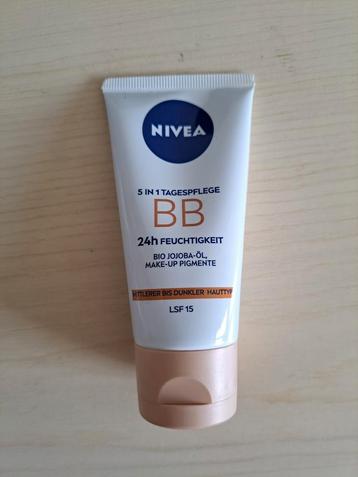 NIVEA
5 IN 1 TAGESPFLEGE
BB
24h FEUCHTIGKEIT
BIO JOJOBA-ÖL,
MAKE-UP PIGMENTE
MITTLERER BIS DUNKLER HAUTTYP
LSF 15